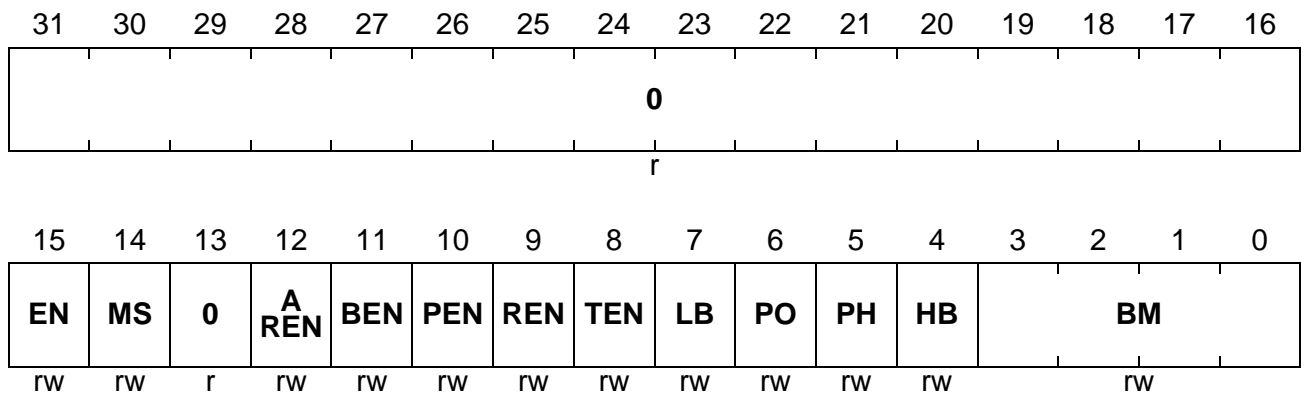 31 30 29 28 27 26 25 24 23 22 21 20 19 18 17 16
0
r
15 14 13 12 11 10 9 8 7 6 5 4 3 2 1 0
EN MS 0 A REN BEN PEN REN TEN LB PO PH HB BM
rw rw r rw rw rw rw rw rw rw rw rw rw